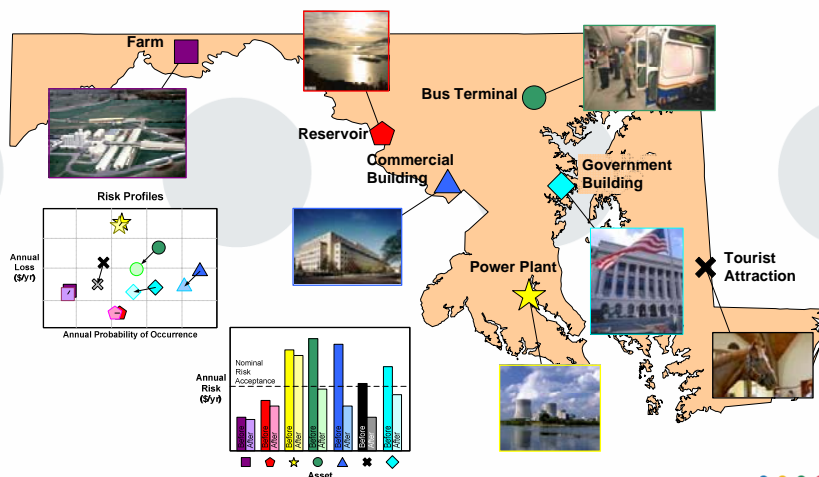 Farm
Bus Terminal
Reservoir
Commercial
Building
Government
Building
Risk Profiles
Annual
Loss
($/yr)
Annual Probability of Occurrence
Power Plant
Tourist
Attraction
Nominal
Risk
Acceptance
Annual
Risk
($/yr)
Before
After
Before
After
Before
After
Before
After
Before
After
Before
After
Before
After
Asset